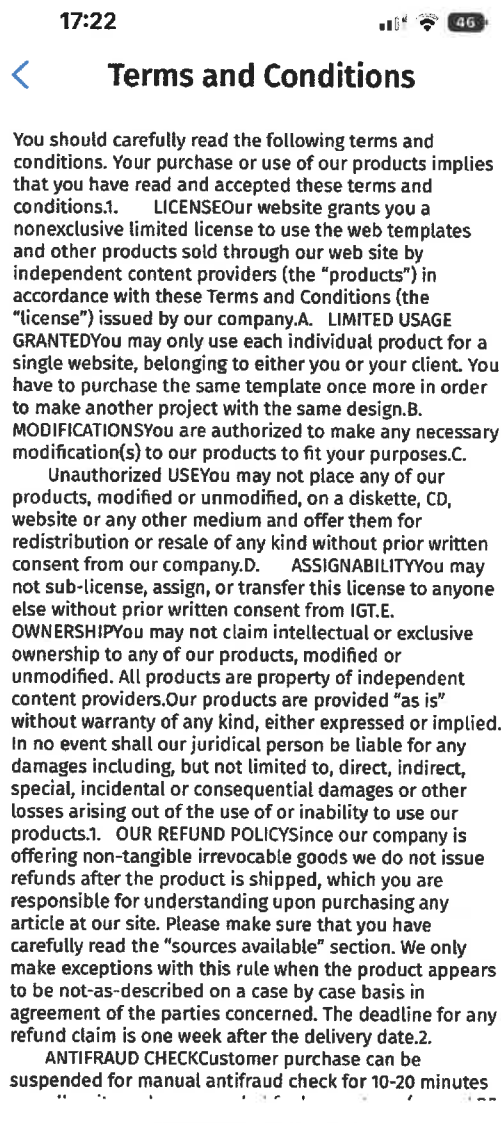 17:22
46
Terms and Conditions
You should carefully read the following terms and
conditions. Your purchase or use of our products implies
that you have read and accepted these terms and
conditions.1. LICENSEOur website grants you a
nonexclusive limited license to use the web templates
and other products sold through our web site by
independent content providers (the “products”) in
accordance with these Terms and Conditions (the
“license”) issued by our company.A. LIMITED USAGE
GRANTEDYou may only use each individual product for a
single website, belonging to either you or your client. You
have to purchase the same template once more in order
to make another project with the same design.B.
MODIFICATIONSYou are authorized to make any necessary
modification(s) to our products to fit your purposes.C.
Unauthorized USEYou may not place any of our
products, modified or unmodified, on a diskette, CD,
website or any other medium and offer them for
redistribution or resale of any kind without prior written
consent from our company.D. ASSIGNABILITYYou may
not sub-license, assign, or transfer this license to anyone
else without prior written consent from IGT.E.
OWNERSHIPYou may not claim intellectual or exclusive
ownership to any of our products, modified or
unmodified. All products are property of independent
content providers.Our products are provided “as is”
without warranty of any kind, either expressed or implied.
In no event shall our juridical person be liable for any
damages including, but not limited to, direct, indirect,
special, incidental or consequential damages or other
losses arising out of the use of or inability to use our
products.1. OUR REFUND POLICYSince our company is
offering non-tangible irrevocable goods we do not issue
refunds after the product is shipped, which you are
responsible for understanding upon purchasing any
article at our site. Please make sure that you have
carefully read the “sources available” section. We only
make exceptions with this rule when the product appears
to be not-as-described on a case by case basis in
agreement of the parties concerned. The deadline for any
refund claim is one week after the delivery date.2.
ANTIFRAUD CHECKCustomer purchase can be
suspended for manual antifraud check for 10-20 minutes